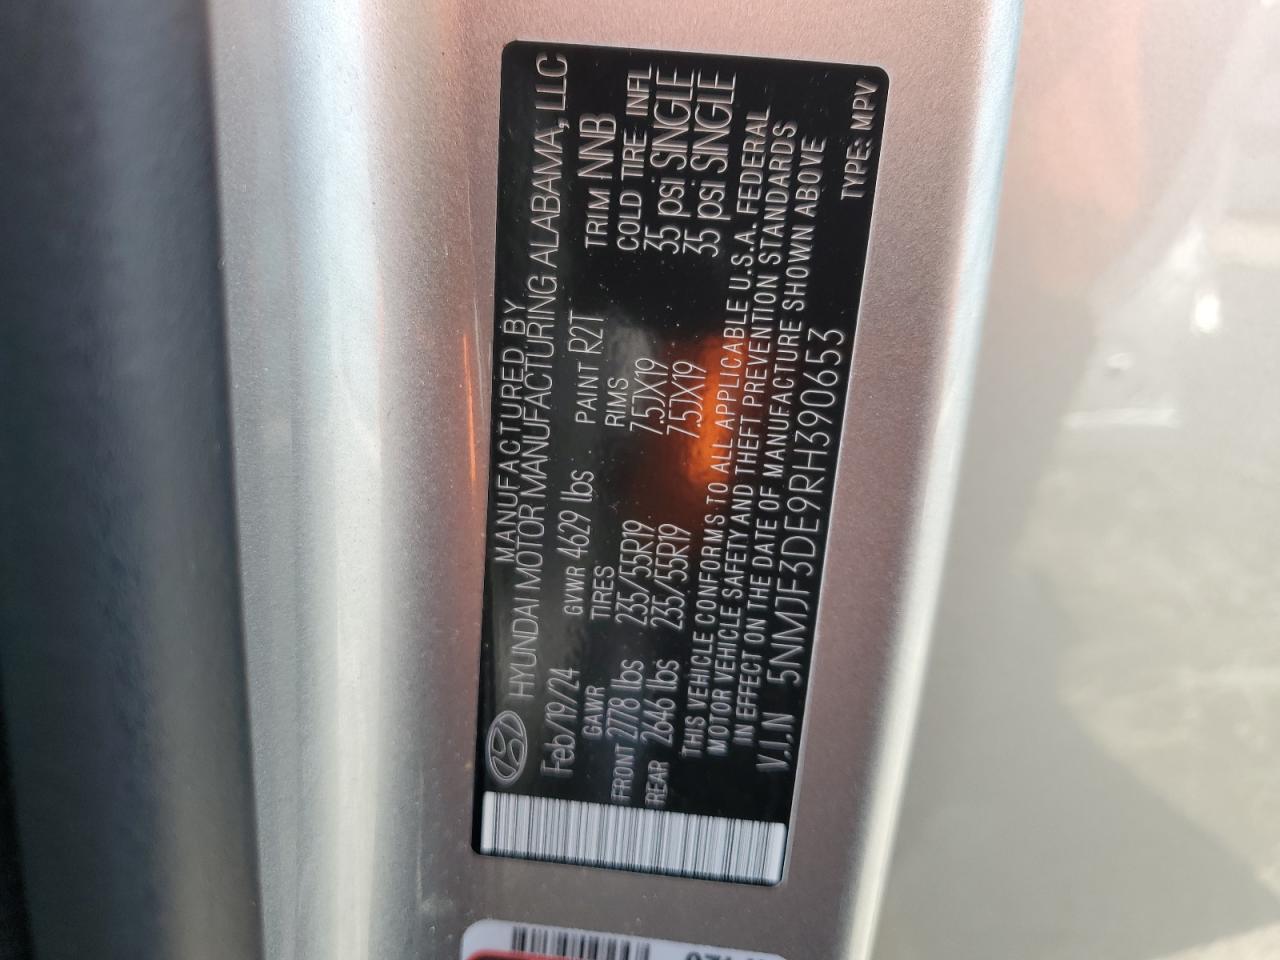 MANUFACTURED BY
HYUNDAI MOTOR MANUFACTURING ALABAMA, LLC
Feb/19/24 GVWR 4629 lbs PAINT R2T TRIM NNB
GAWR TIRES RIMS COLD TIRE INFL
FRONT 2778 lbs 235/55R19 7.5JX19 35 psi SINGLE
REAR 2646 lbs 235/55R19 7.5JX19 35 psi SINGLE
THIS VEHICLE CONFORMS TO ALL APPLICABLE U.S.A. FEDERAL
MOTOR VEHICLE SAFETY AND THEFT PREVENTION STANDARDS
IN EFFECT ON THE DATE OF MANUFACTURE SHOWN ABOVE
V.I.N 5NMJF3DE9RH390653 TYPE: MPV